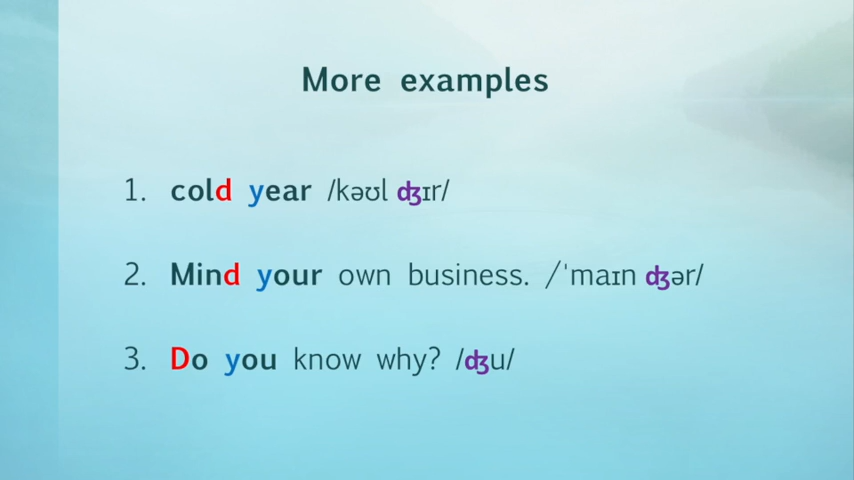 More examples
1. cold year /kəʊl ʤɪr/
2. Mind your own business. /ˈmaɪn ʤər/
3. Do you know why? /ʤu/